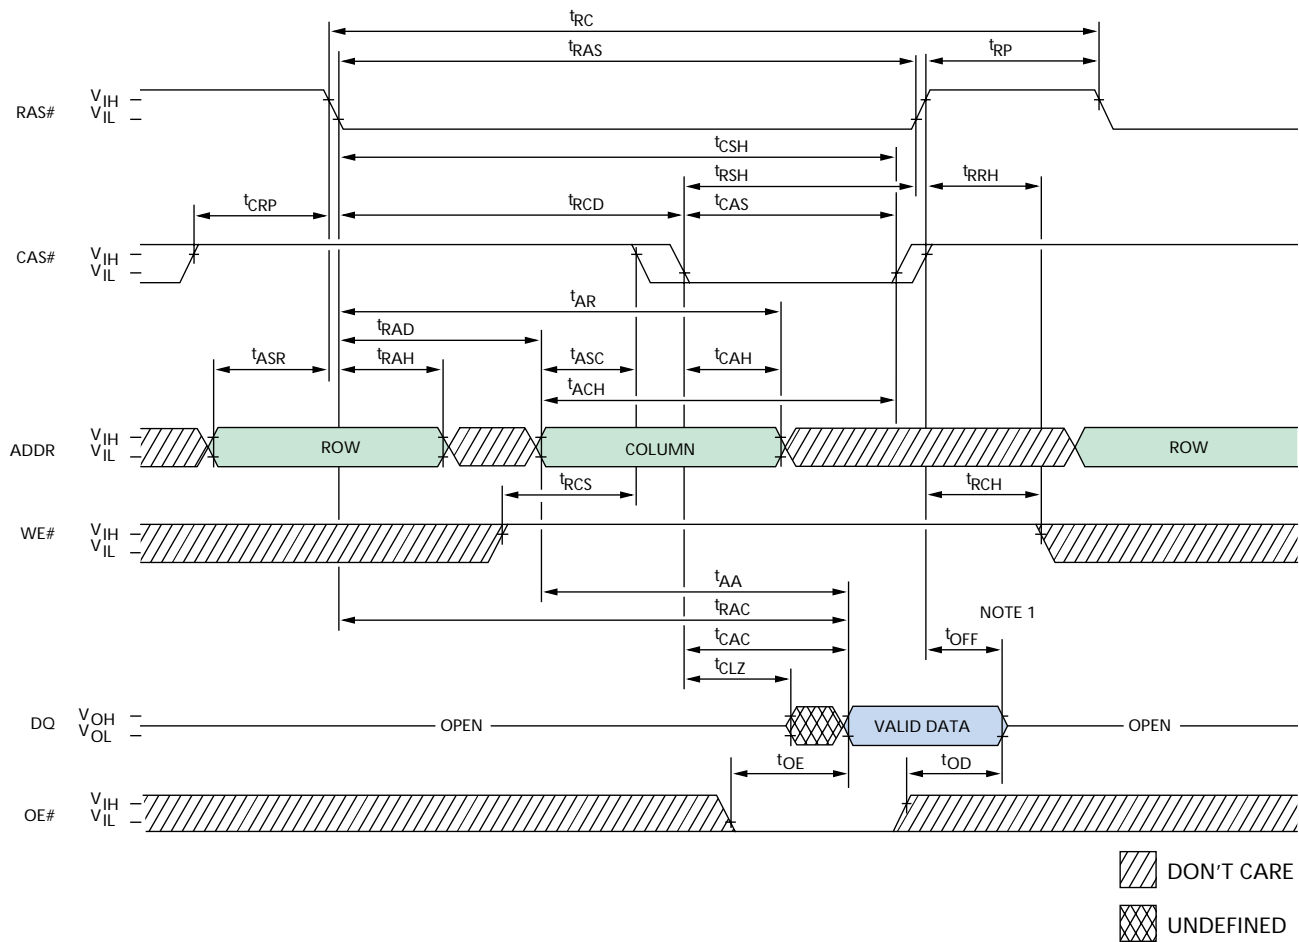 tRC
tRAS tRP
RAS# VIH
VIL
tCSH
tRSH tRRH
tCRP tRCD tCAS
CAS# VIH
VIL
tAR
tRAD
tASR tRAH tASC tCAH
tACH
ADDR VIH
VIL ROW COLUMN ROW
tRCS tRCH
WE# VIH
VIL
tAA
tRAC NOTE 1
tCAC tOFF
tCLZ
DQ VOH
VOL OPEN VALID DATA OPEN
tOE tOD
OE# VIH
VIL
DON'T CARE
UNDEFINED